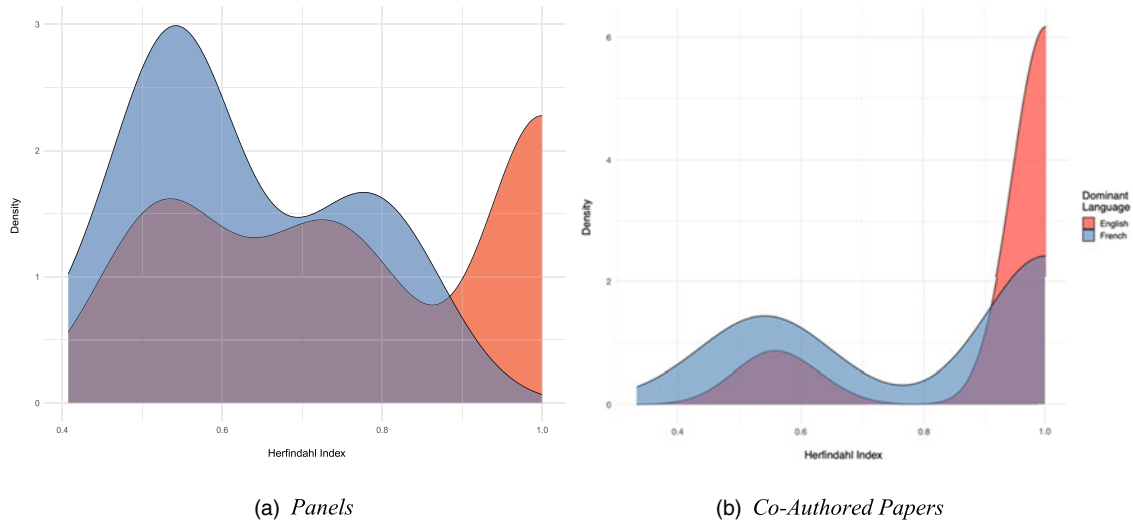 3
2
1
0
Density
0.4 0.6 0.8 1.0
Herfindahl Index
(a) Panels
6
4
2
0
Density
0.4 0.6 0.8 1.0
Herfindahl Index
Dominant
Language
English
French
(b) Co-Authored Papers